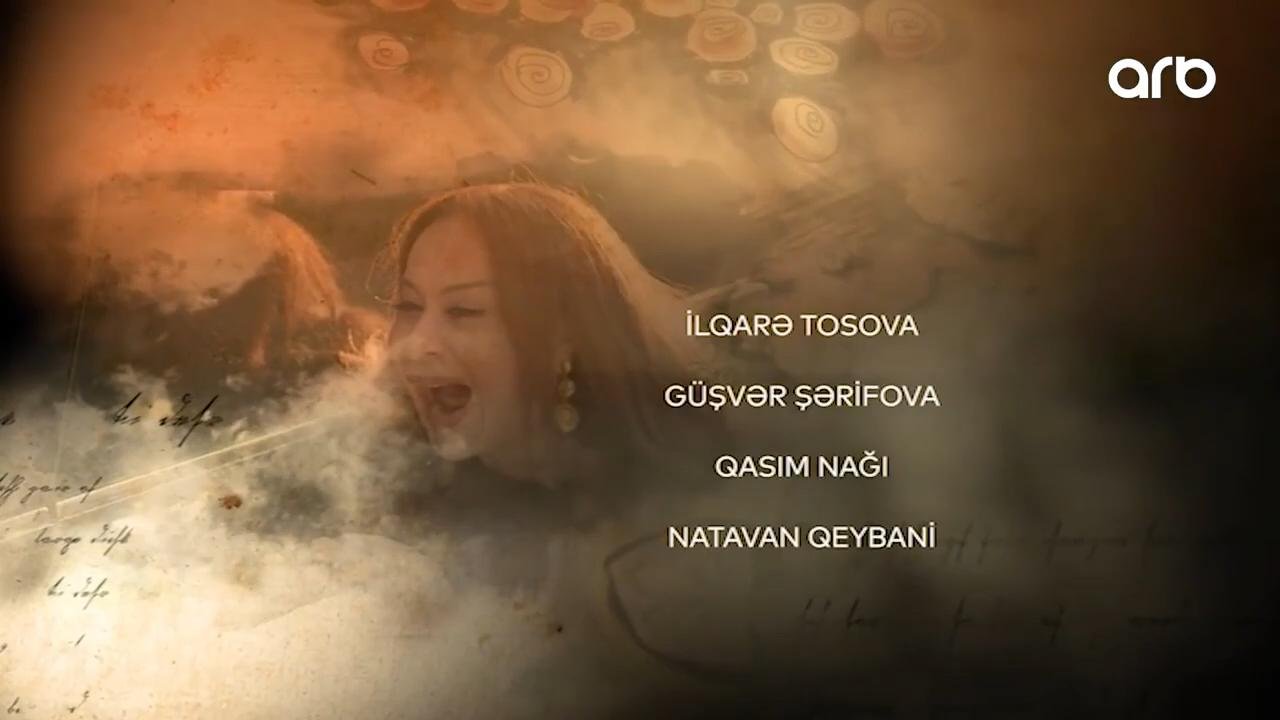 arb
İLQARƏ TOSOVA
GÜŞVƏR ŞƏRİFOVA
QASIM NAĞI
NATAVAN QEYBANİ